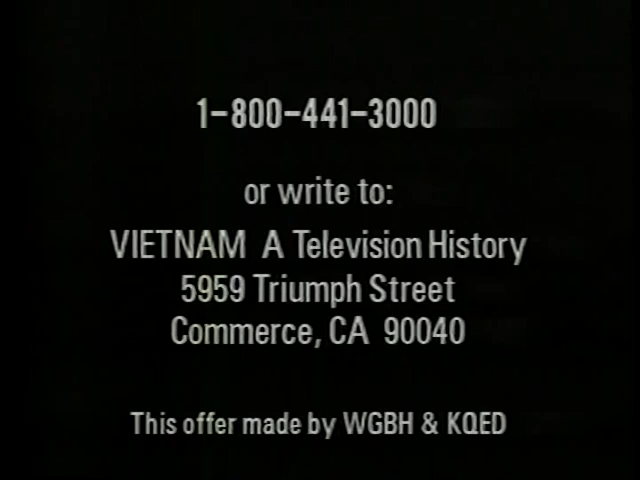 1-800-441-3000
or write to:
VIETNAM A Television History
5959 Triumph Street
Commerce, CA 90040
This offer made by WGBH & KQED